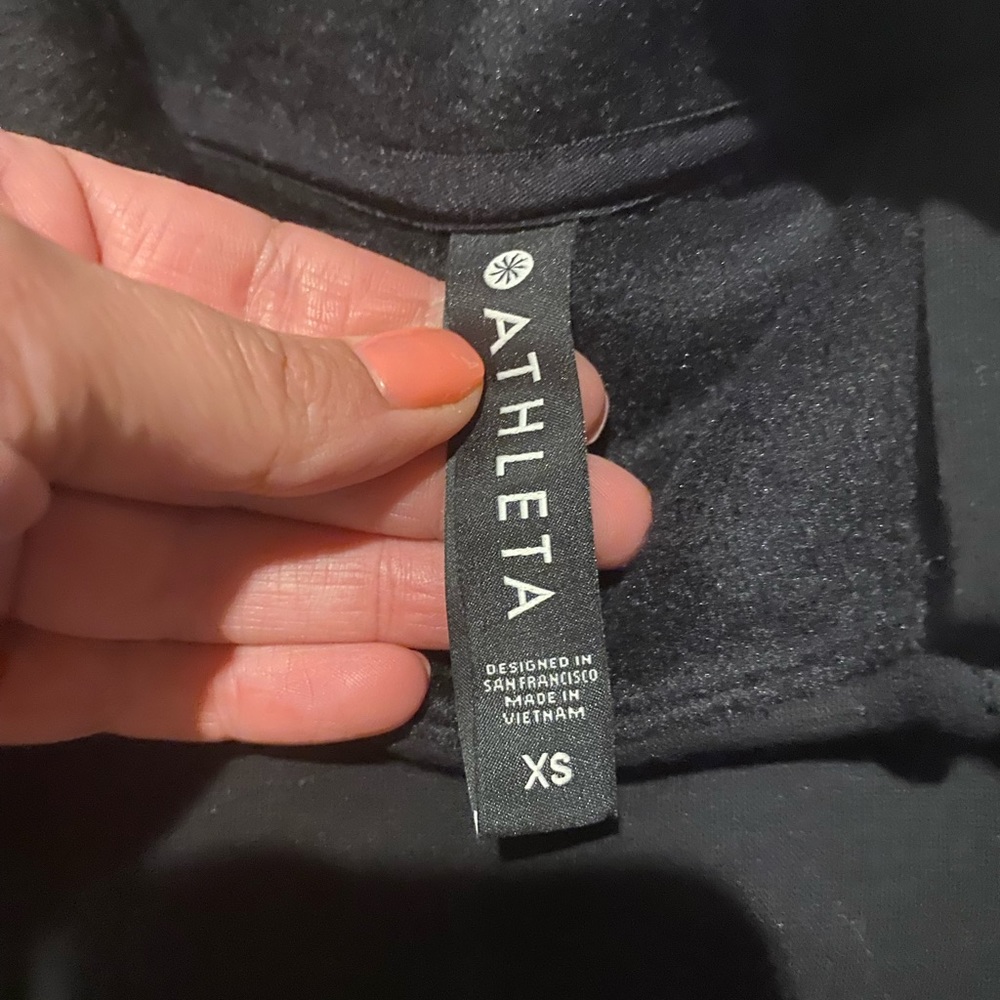 ATHLETA
DESIGNED IN
SAN FRANCISCO
MADE IN
VIETNAM
XS